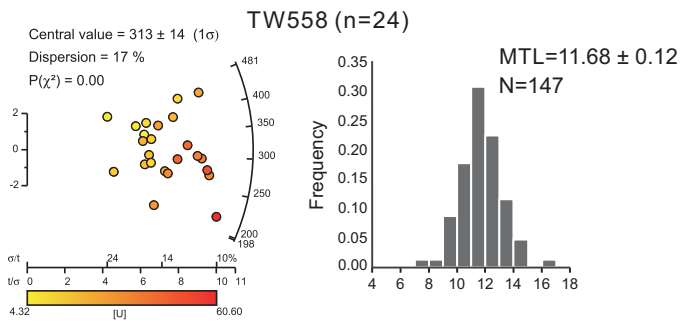 TW558 (n=24)
Central value = 313 ± 14 (1σ)
Dispersion = 17 %
P(χ²) = 0.00
481
400
350
300
250
200
198
2
0
-2
σ/t 24 14 10%
t/σ 0 2 4 6 8 10 11
4.32 [U] 60.60
MTL=11.68 ± 0.12
N=147
Frequency
0.35
0.30
0.25
0.20
0.15
0.10
0.05
0.00
4 6 8 10 12 14 16 18